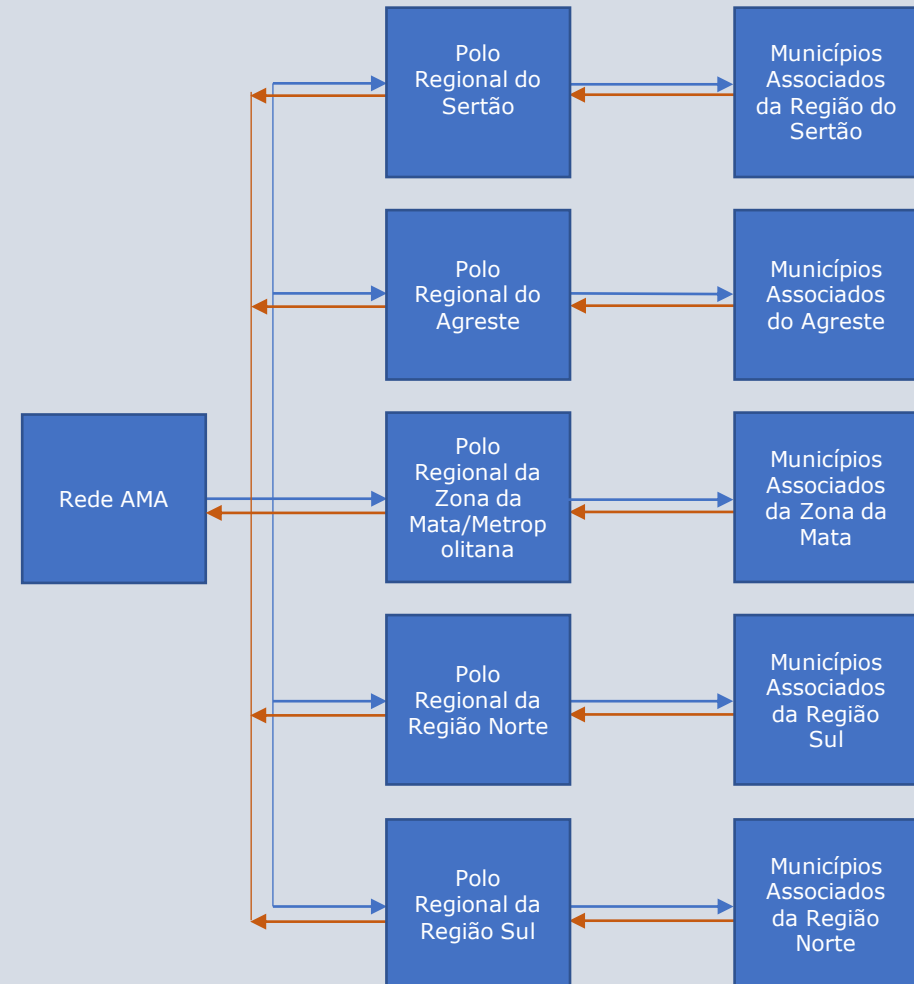 Polo
Regional do
Sertão
Municípios
Associados
da Região do
Sertão
Polo
Regional do
Agreste
Municípios
Associados
do Agreste
Rede AMA
Polo
Regional da
Zona da
Mata/Metrop
olitana
Municípios
Associados
da Zona da
Mata
Polo
Regional da
Região Norte
Municípios
Associados
da Região
Sul
Polo
Regional da
Região Sul
Municípios
Associados
da Região
Norte